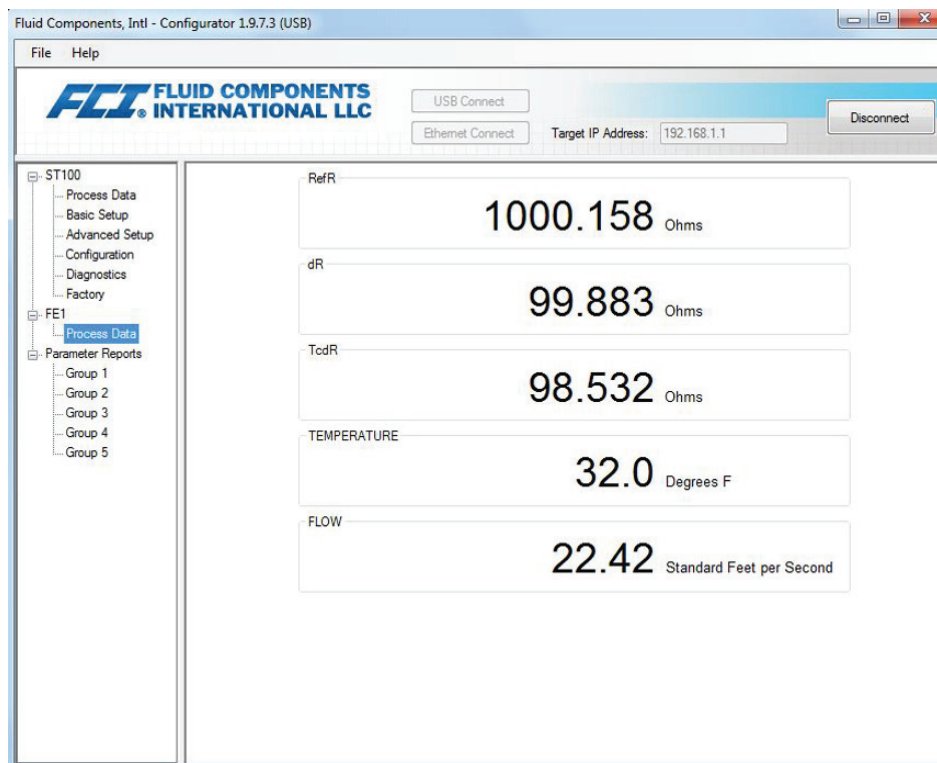 Fluid Components, Intl - Configurator 1.9.7.3 (USB)
File Help
FCI® FLUID COMPONENTS
INTERNATIONAL LLC
USB Connect
Ethernet Connect Target IP Address: 192.168.1.1
Disconnect
ST100
Process Data
Basic Setup
Advanced Setup
Configuration
Diagnostics
Factory
FE1
Process Data
Parameter Reports
Group 1
Group 2
Group 3
Group 4
Group 5
RefR
1000.158 Ohms
dR
99.883 Ohms
TcdR
98.532 Ohms
TEMPERATURE
32.0 Degrees F
FLOW
22.42 Standard Feet per Second